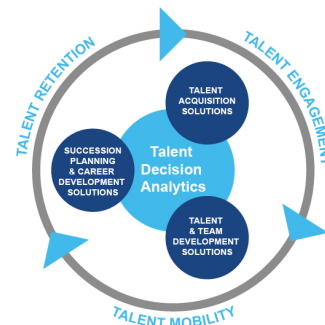 TALENT RETENTION
TALENT ENGAGEMENT
TALENT
ACQUISITION
SOLUTIONS
SUCCESSION
PLANNING
& CAREER
DEVELOPMENT
SOLUTIONS
Talent
Decision
Analytics
TALENT
& TEAM
DEVELOPMENT
SOLUTIONS
TALENT MOBILITY